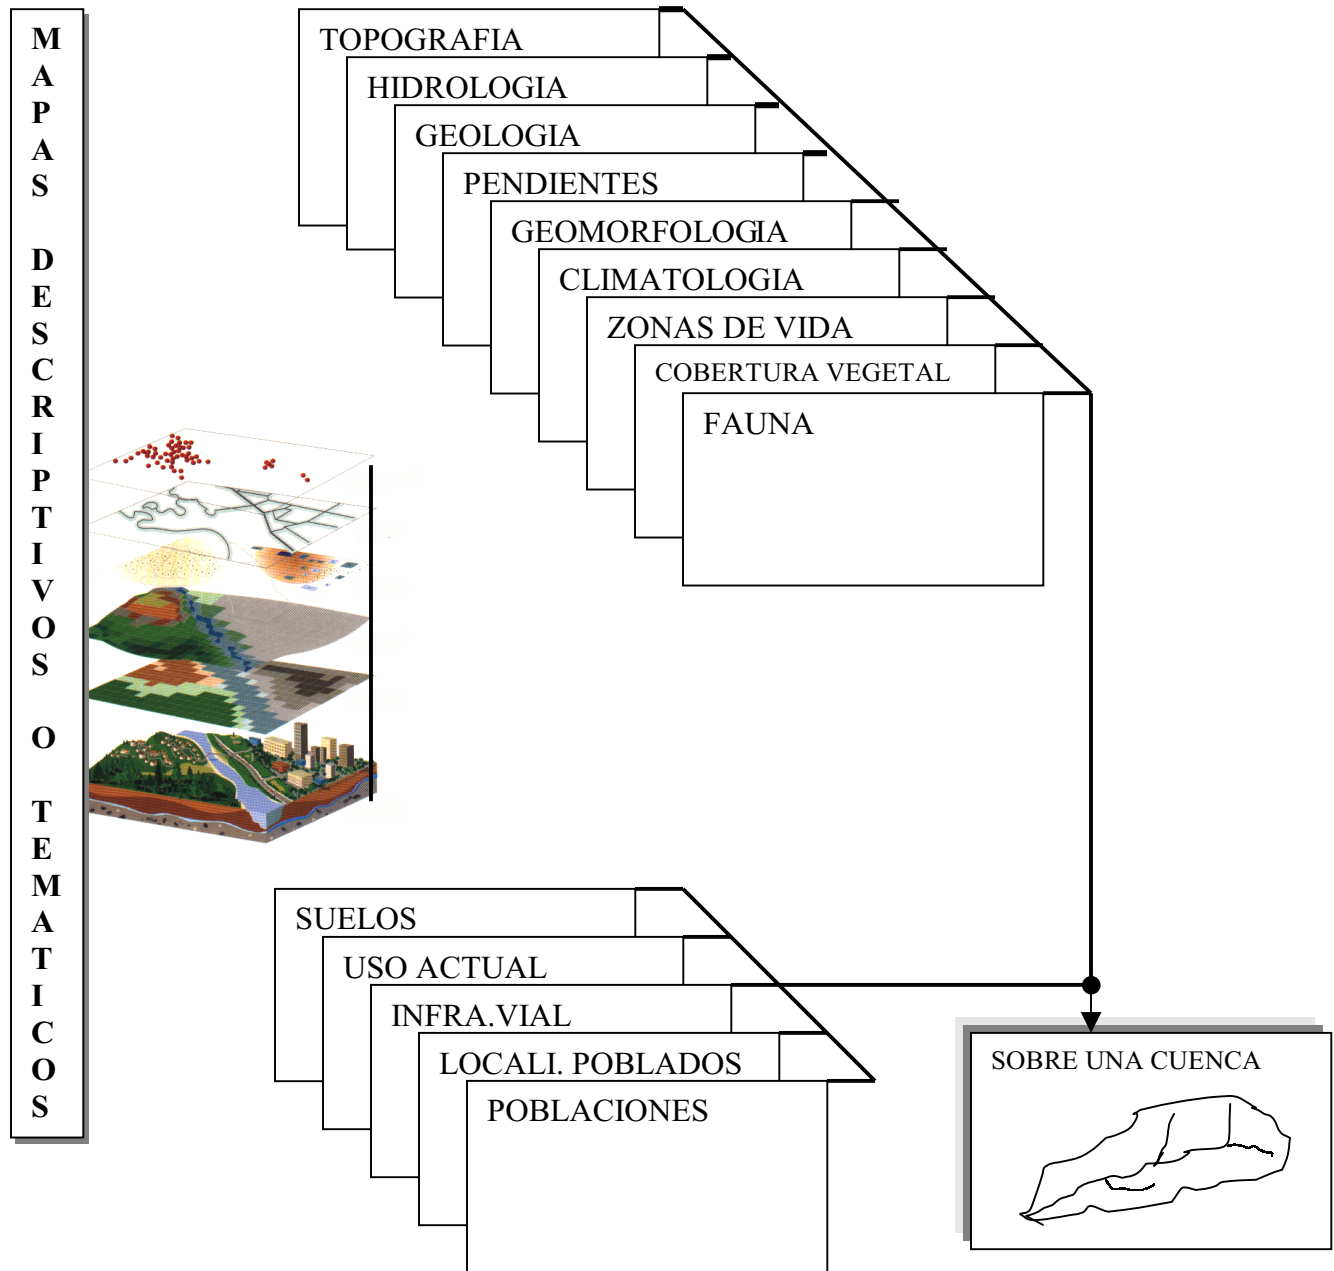 MAPAS DESCRIPTIVOS O TEMATICOS
TOPOGRAFIA
HIDROLOGIA
GEOLOGIA
PENDIENTES
GEOMORFOLOGIA
CLIMATOLOGIA
ZONAS DE VIDA
COBERTURA VEGETAL
FAUNA
SUELOS
USO ACTUAL
INFRA.VIAL
LOCALI. POBLADOS
POBLACIONES
SOBRE UNA CUENCA